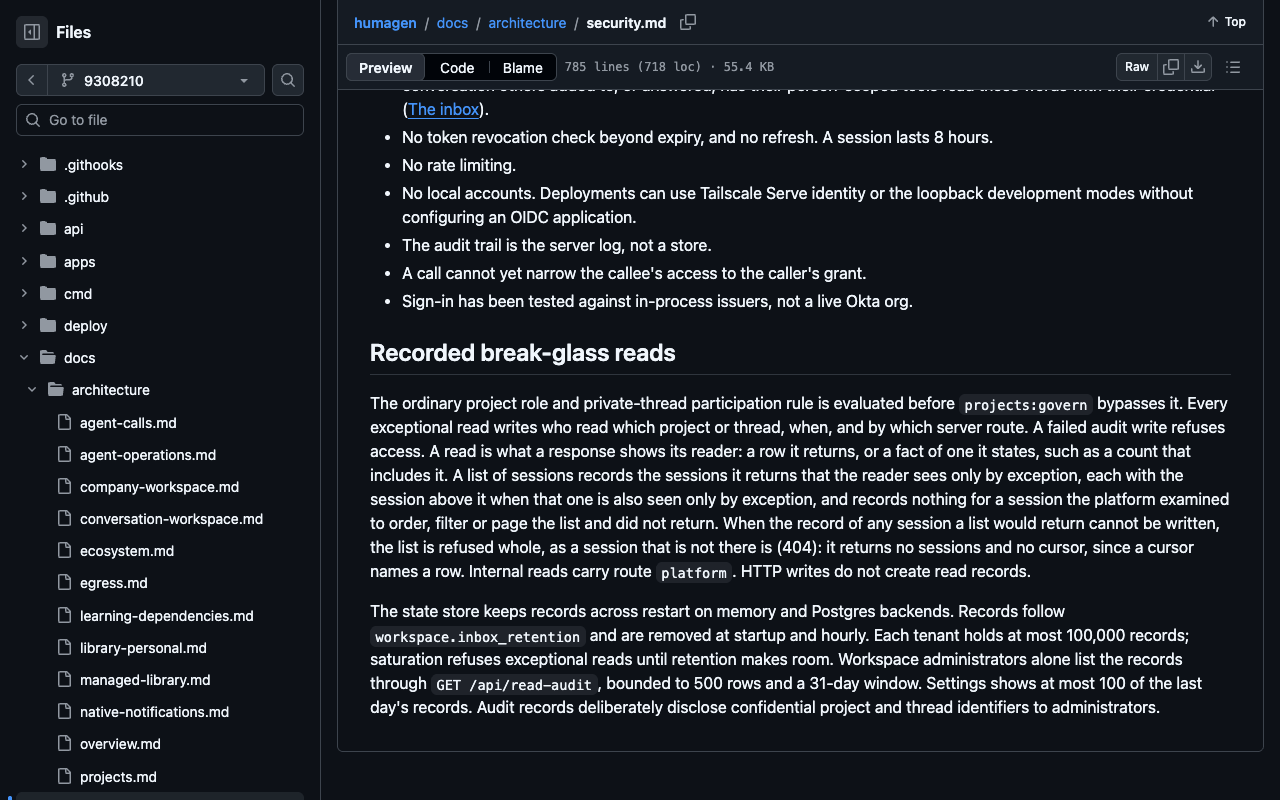 Files
9308210
Go to file
.githooks
.github
api
apps
cmd
deploy
docs
architecture
agent-calls.md
agent-operations.md
company-workspace.md
conversation-workspace.md
ecosystem.md
egress.md
learning-dependencies.md
library-personal.md
managed-library.md
native-notifications.md
overview.md
projects.md
humagen / docs / architecture / security.md
Top
Preview Code Blame 785 lines (718 loc) · 55.4 KB
Raw
(The inbox).
• No token revocation check beyond expiry, and no refresh. A session lasts 8 hours.
• No rate limiting.
• No local accounts. Deployments can use Tailscale Serve identity or the loopback development modes without
configuring an OIDC application.
• The audit trail is the server log, not a store.
• A call cannot yet narrow the callee's access to the caller's grant.
• Sign-in has been tested against in-process issuers, not a live Okta org.
Recorded break-glass reads
The ordinary project role and private-thread participation rule is evaluated before projects:govern bypasses it. Every
exceptional read writes who read which project or thread, when, and by which server route. A failed audit write refuses
access. A read is what a response shows its reader: a row it returns, or a fact of one it states, such as a count that
includes it. A list of sessions records the sessions it returns that the reader sees only by exception, each with the
session above it when that one is also seen only by exception, and records nothing for a session the platform examined
to order, filter or page the list and did not return. When the record of any session a list would return cannot be written,
the list is refused whole, as a session that is not there is (404): it returns no sessions and no cursor, since a cursor
names a row. Internal reads carry route platform. HTTP writes do not create read records.
The state store keeps records across restart on memory and Postgres backends. Records follow
workspace.inbox_retention and are removed at startup and hourly. Each tenant holds at most 100,000 records;
saturation refuses exceptional reads until retention makes room. Workspace administrators alone list the records
through GET /api/read-audit, bounded to 500 rows and a 31-day window. Settings shows at most 100 of the last
day's records. Audit records deliberately disclose confidential project and thread identifiers to administrators.